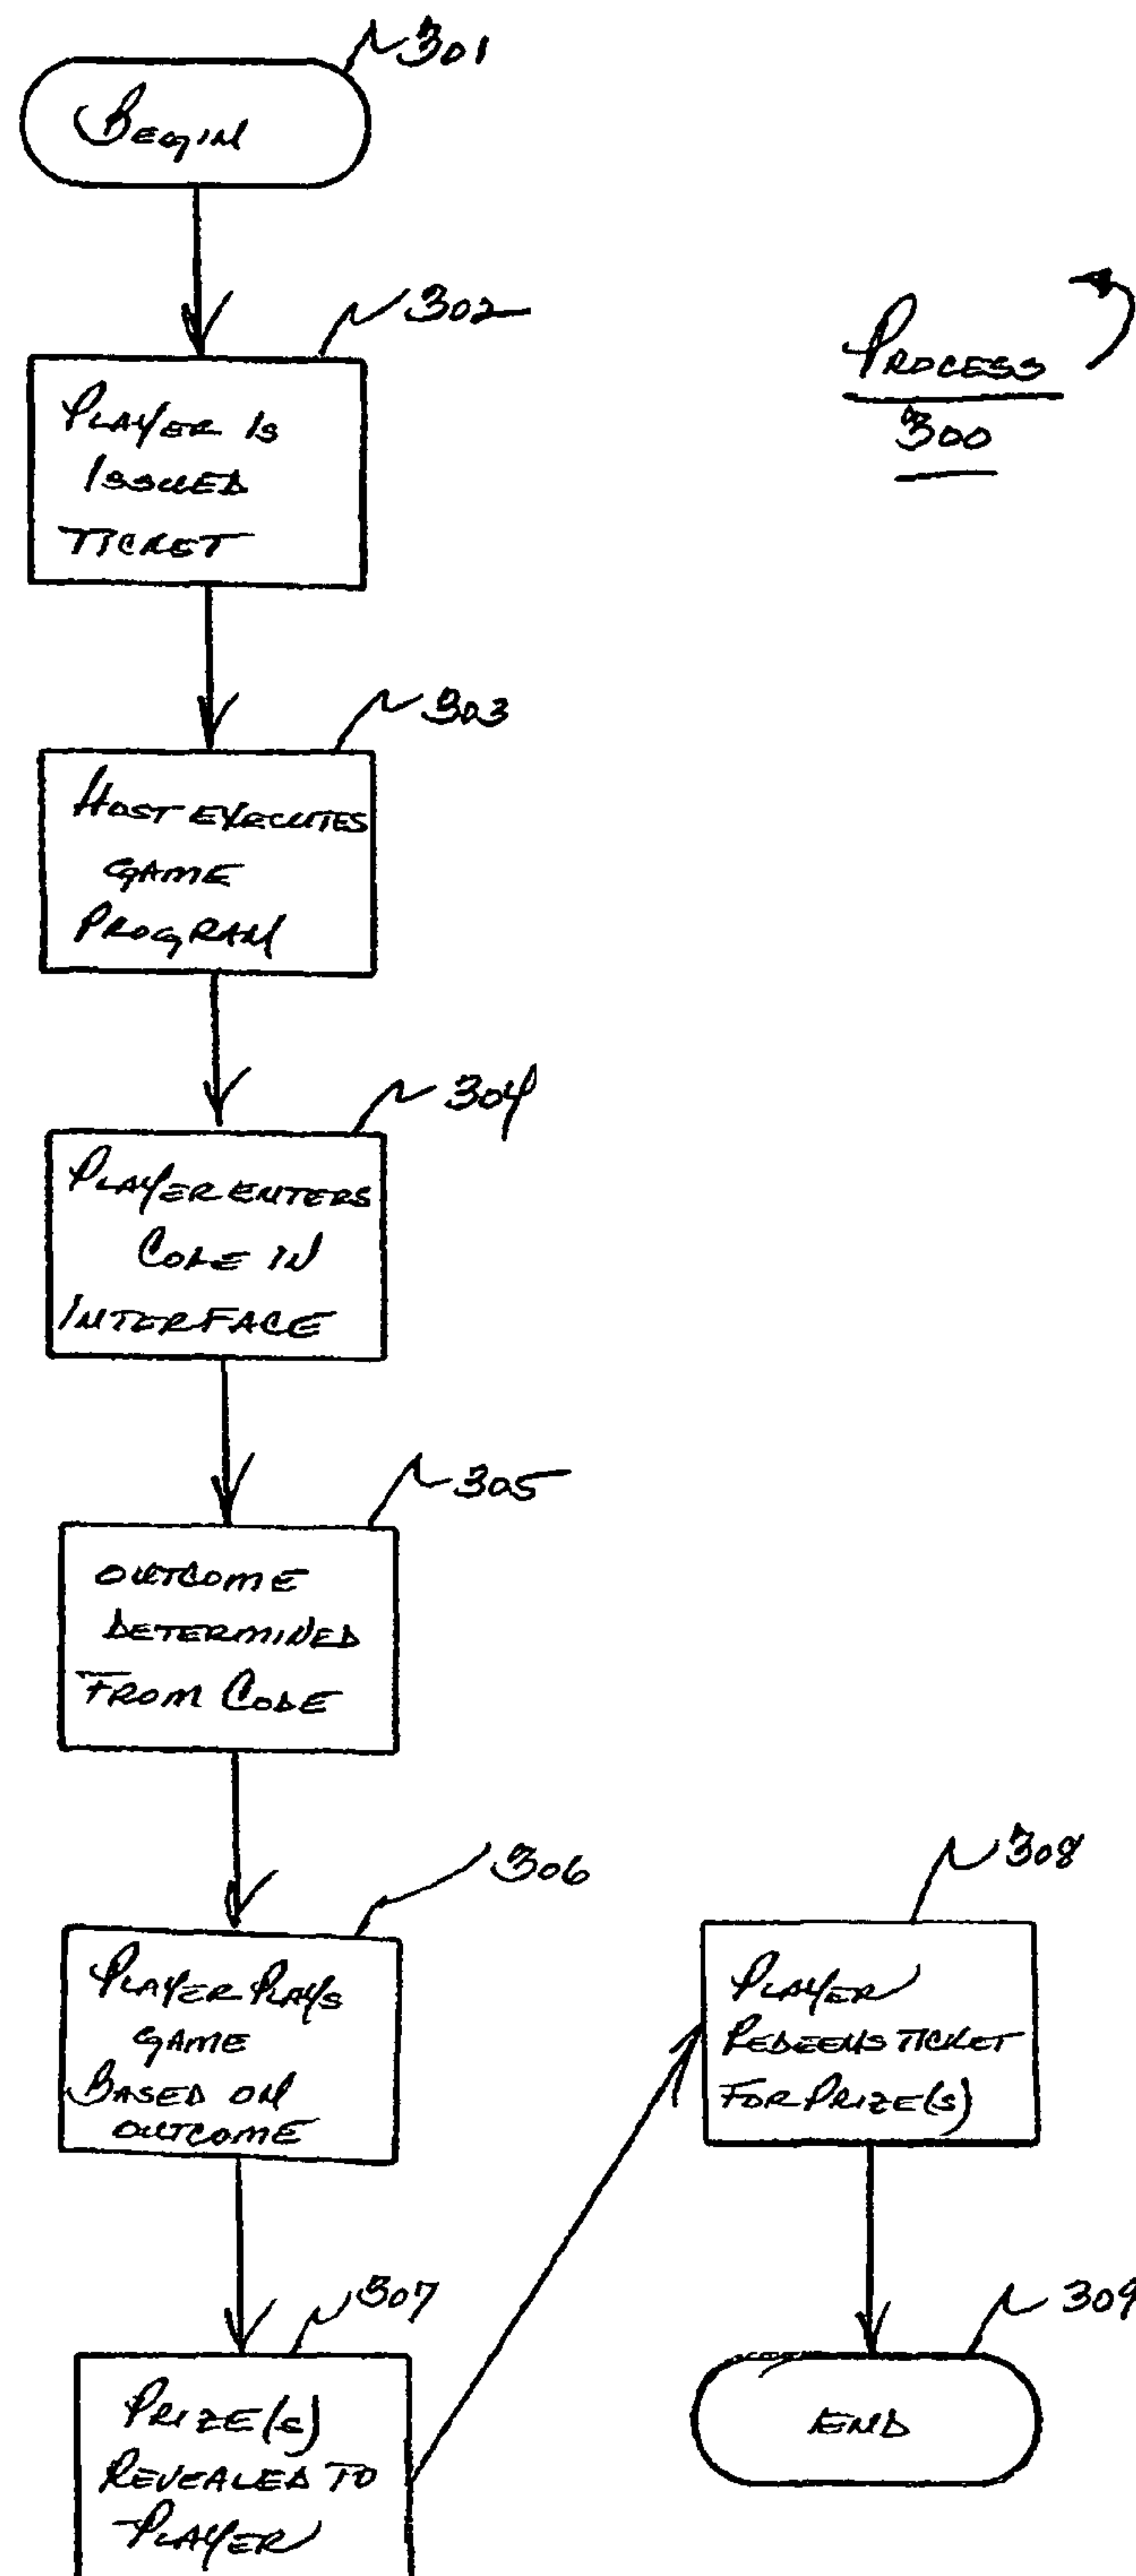 301
Begin
302
Player Is
Issued
Ticket
Process
300
303
Host Executes
Game
Program
304
Player Enters
Code in
Interface
305
Outcome
Determined
From Code
306
Player Plays
Game
Based on
Outcome
307
Prize(s)
Revealed to
Player
308
Player
Redeems Ticket
For Prize(s)
309
End